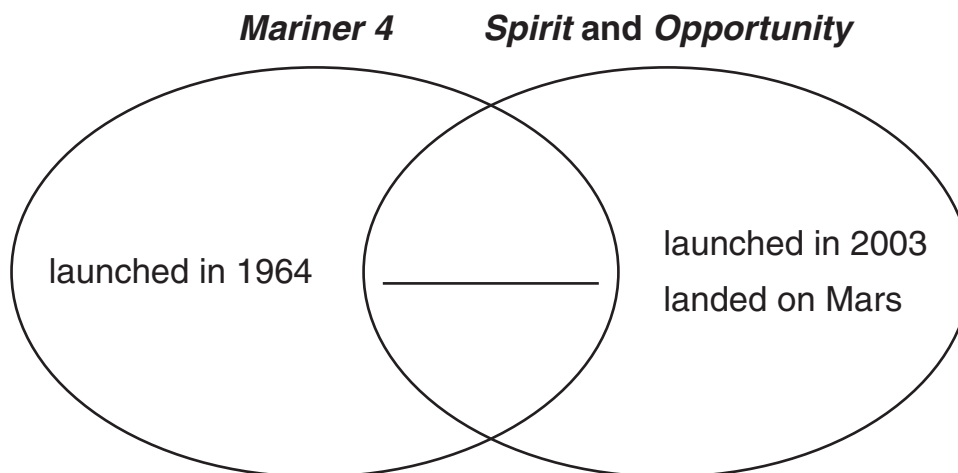 Mariner 4 Spirit and Opportunity
launched in 1964
launched in 2003
landed on Mars